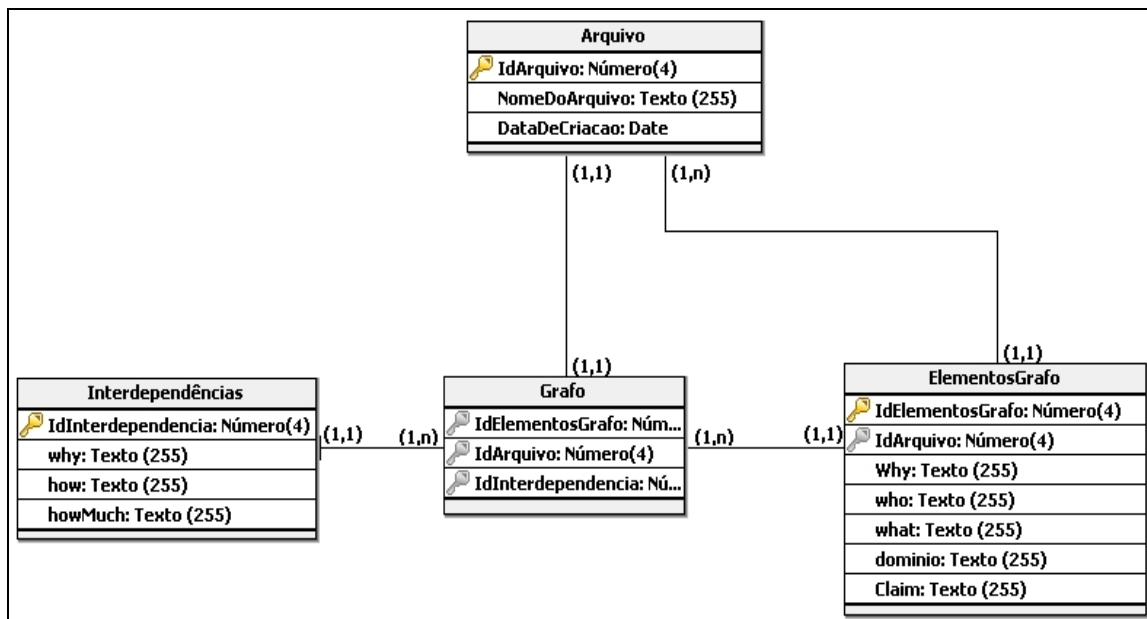 Arquivo
IdArquivo: Número(4)
NomeDoArquivo: Texto (255)
DataDeCriacao: Date
(1,1)
(1,n)
(1,1)
(1,1)
Interdependências
IdInterdependencia: Número(4)
why: Texto (255)
how: Texto (255)
howMuch: Texto (255)
(1,1)
(1,n)
Grafo
IdElementosGrafo: Núm...
IdArquivo: Número(4)
IdInterdependencia: Nú...
(1,n)
(1,1)
ElementosGrafo
IdElementosGrafo: Número(4)
IdArquivo: Número(4)
Why: Texto (255)
who: Texto (255)
what: Texto (255)
dominio: Texto (255)
Claim: Texto (255)